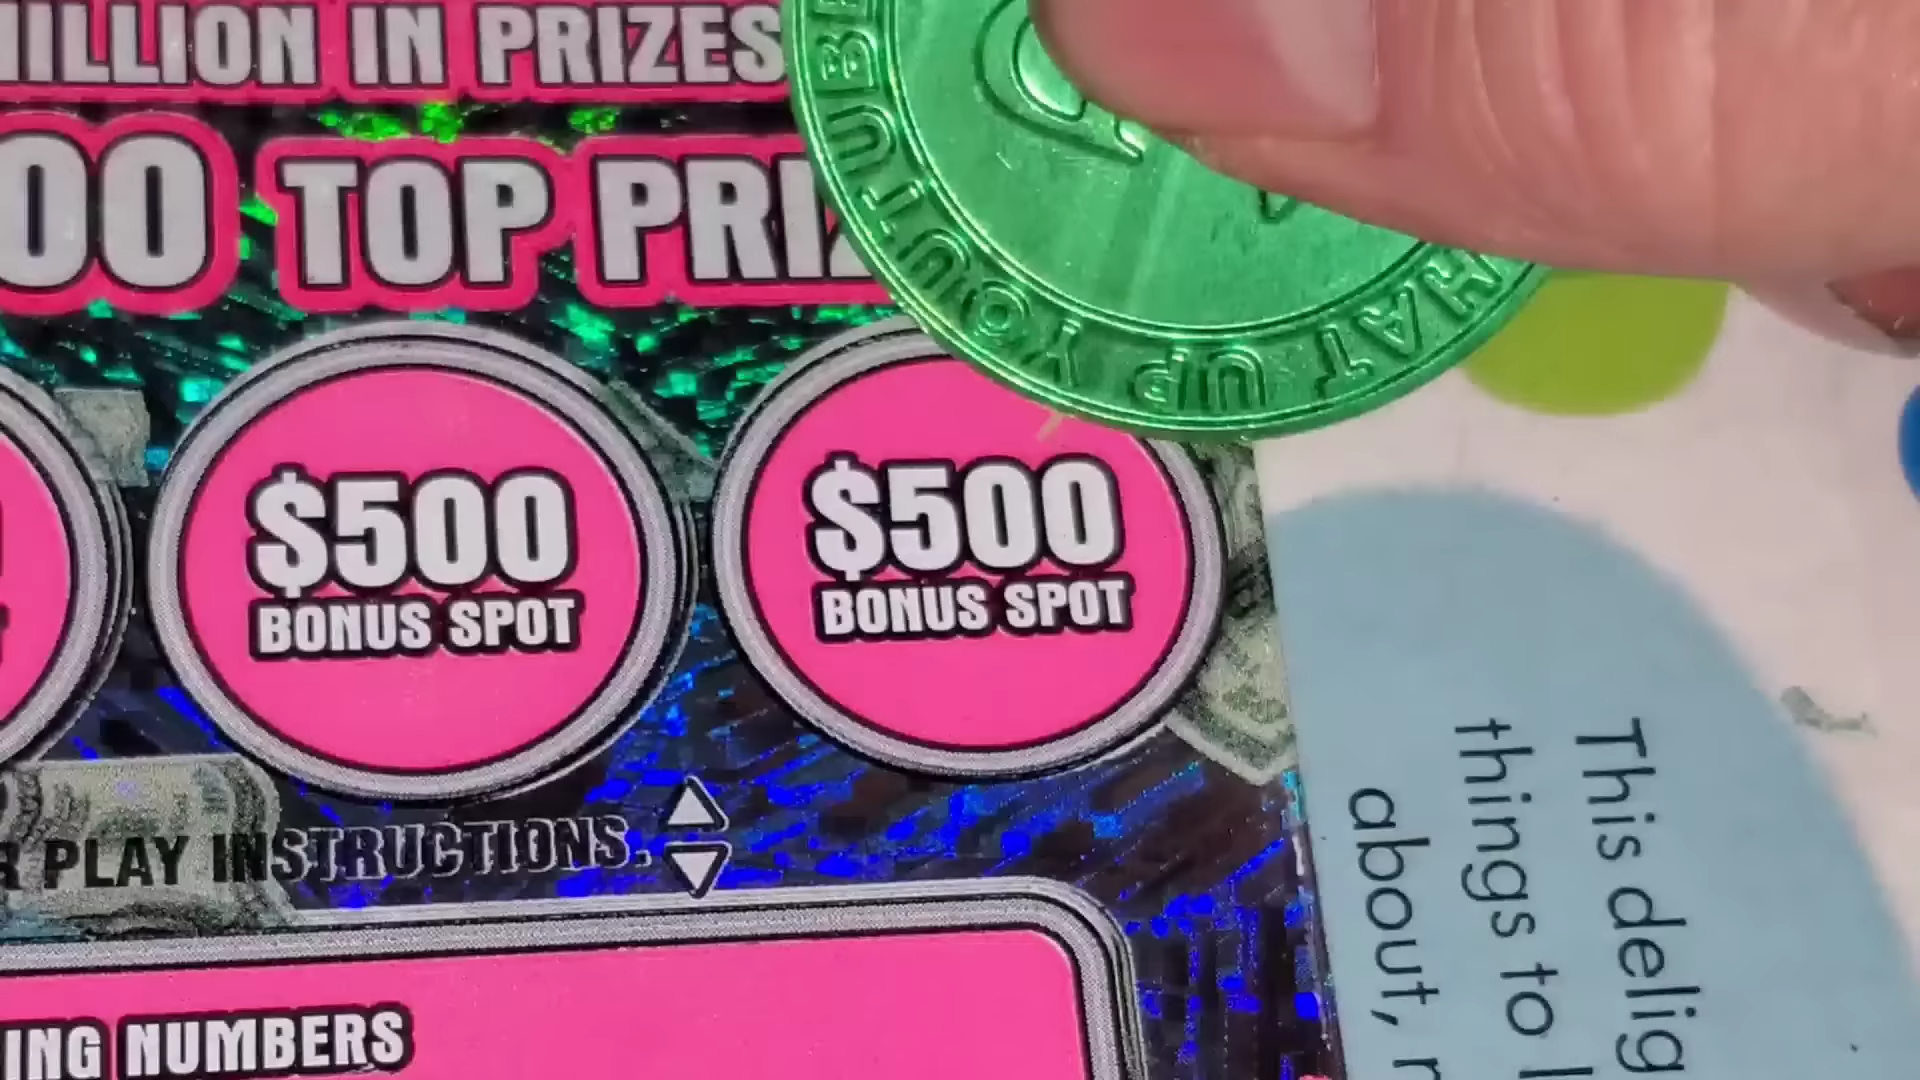 ILLION IN PRIZES
00 TOP PRIZ
WHAT UP YOUTUBE
$500
BONUS SPOT
$500
BONUS SPOT
R PLAY INSTRUCTIONS.
ING NUMBERS
This delig
things to l
about, r